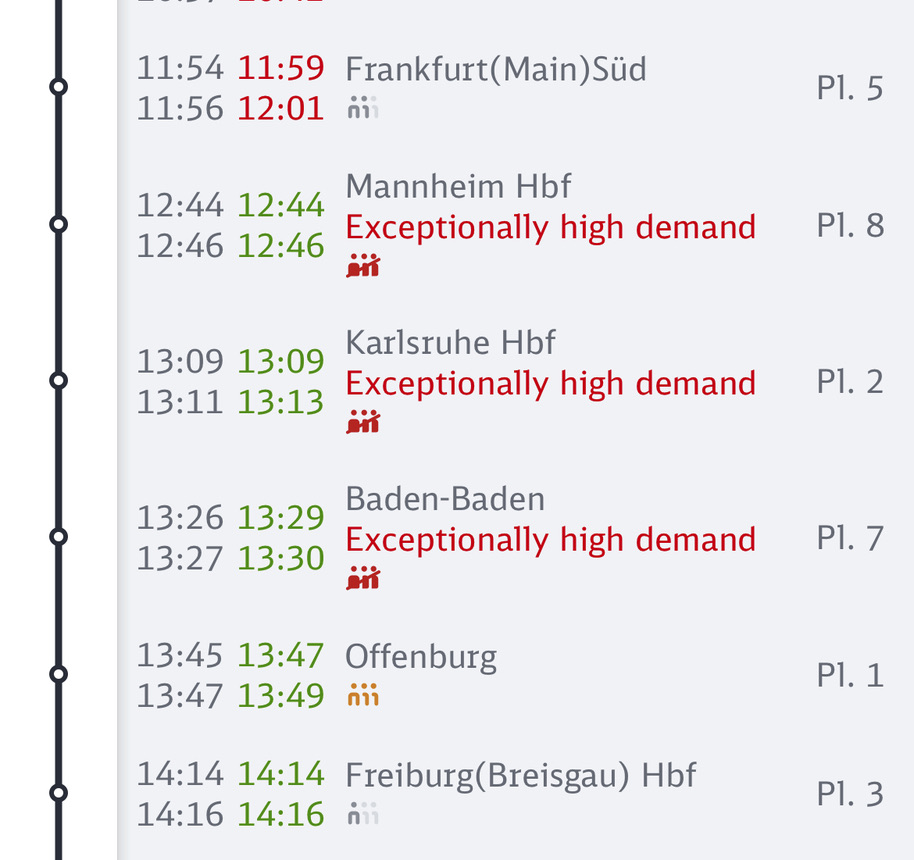 11:54 11:59 Frankfurt(Main)Süd
11:56 12:01
Pl. 5
12:44 12:44 Mannheim Hbf
12:46 12:46 Exceptionally high demand
Pl. 8
13:09 13:09 Karlsruhe Hbf
13:11 13:13 Exceptionally high demand
Pl. 2
13:26 13:29 Baden-Baden
13:27 13:30 Exceptionally high demand
Pl. 7
13:45 13:47 Offenburg
13:47 13:49
Pl. 1
14:14 14:14 Freiburg(Breisgau) Hbf
14:16 14:16
Pl. 3